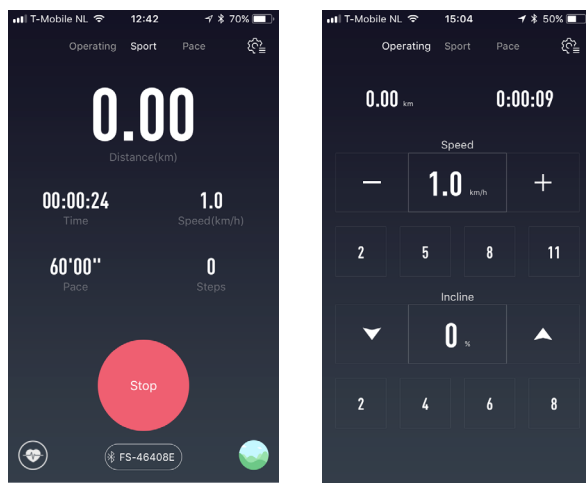 T-Mobile NL 12:42 70%
Operating Sport Pace
0.00
Distance(km)
00:00:24 1.0
Time Speed(km/h)
60'00" 0
Pace Steps
Stop
FS-46408E
T-Mobile NL 15:04 50%
Operating Sport Pace
0.00 km 0:00:09
Speed
1.0 km/h
2 5 8 11
Incline
0 %
2 4 6 8